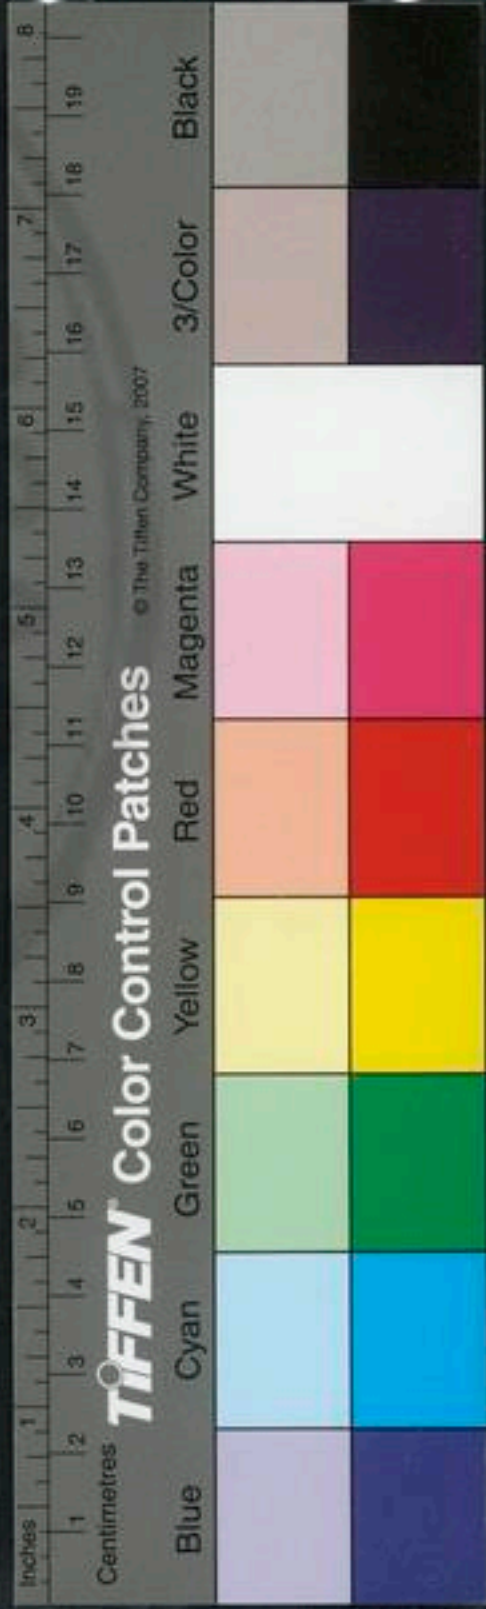 Inches 1 2 3 4 5 6 7 8
1 2 3 4 5 6 7 8 9 10 11 12 13 14 15 16 17 18 19
Centimetres
TIFFEN® Color Control Patches © The Tiffen Company, 2007
Blue Cyan Green Yellow Red Magenta White 3/Color Black